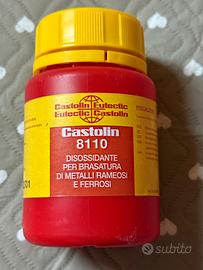 Castolin Eutectic
Eutectic Castolin
Castolin
8110
DISOSSIDANTE
PER BRASATURA
DI METALLI RAMEOSI
E FERROSI
subito